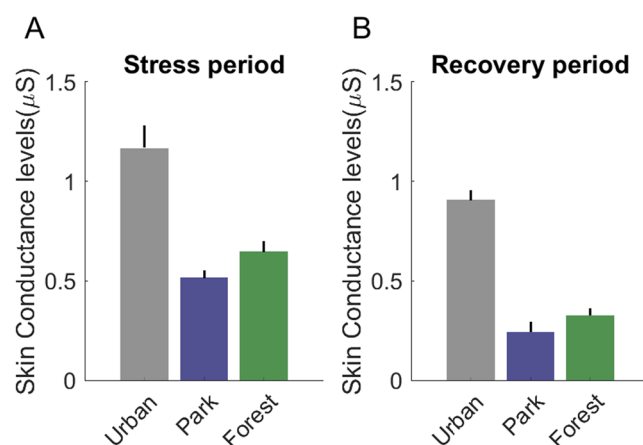 A
Stress period
Skin Conductance levels(μS)
1.5
1
0.5
0
Urban
Park
Forest
B
Recovery period
Skin Conductance levels(μS)
1.5
1
0.5
0
Urban
Park
Forest